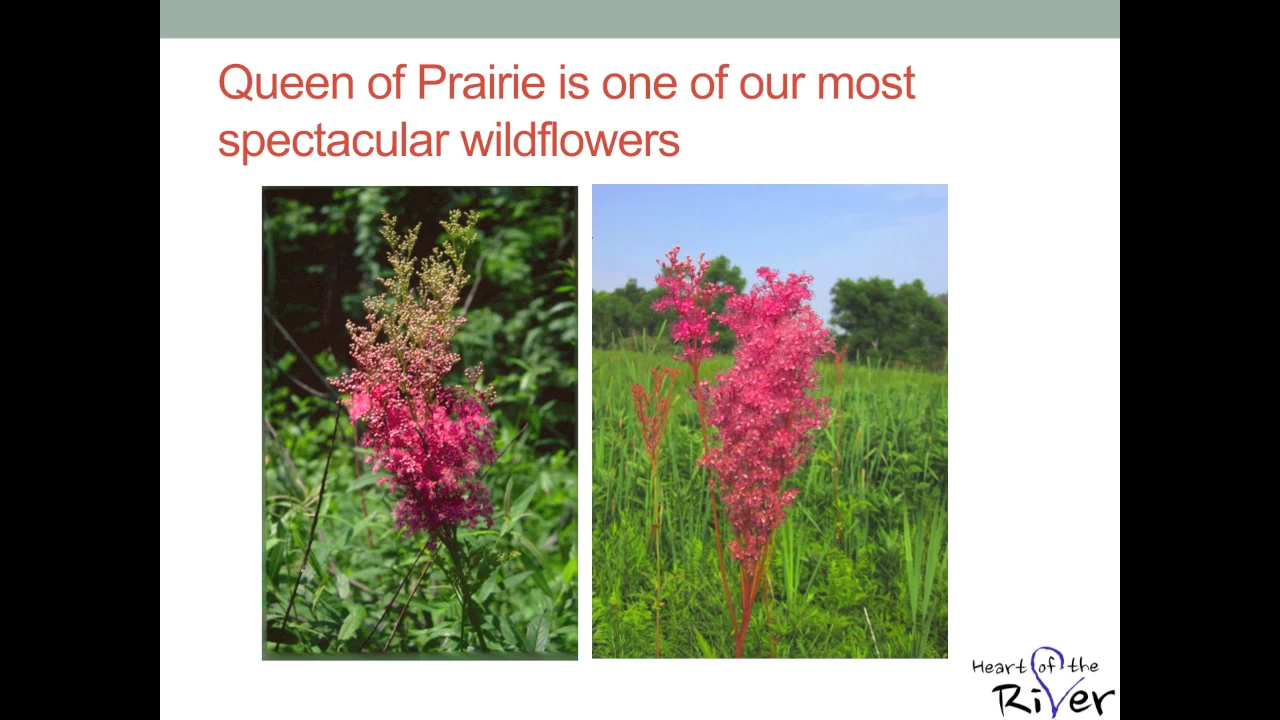 Queen of Prairie is one of our most
spectacular wildflowers
Heart of the
River